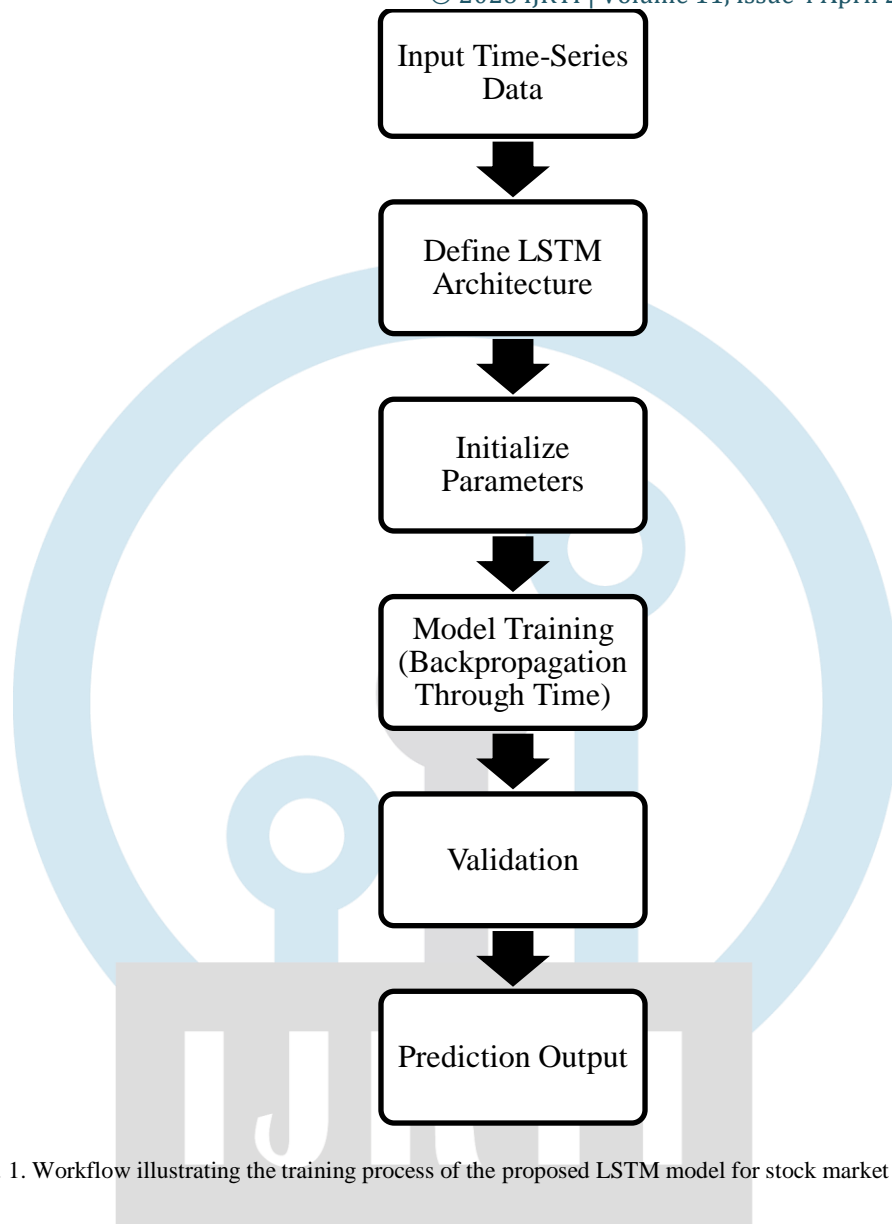 Input Time-Series
Data
Define LSTM
Architecture
Initialize
Parameters
Model Training
(Backpropagation
Through Time)
Validation
Prediction Output
IJRTI
. 1. Workflow illustrating the training process of the proposed LSTM model for stock market